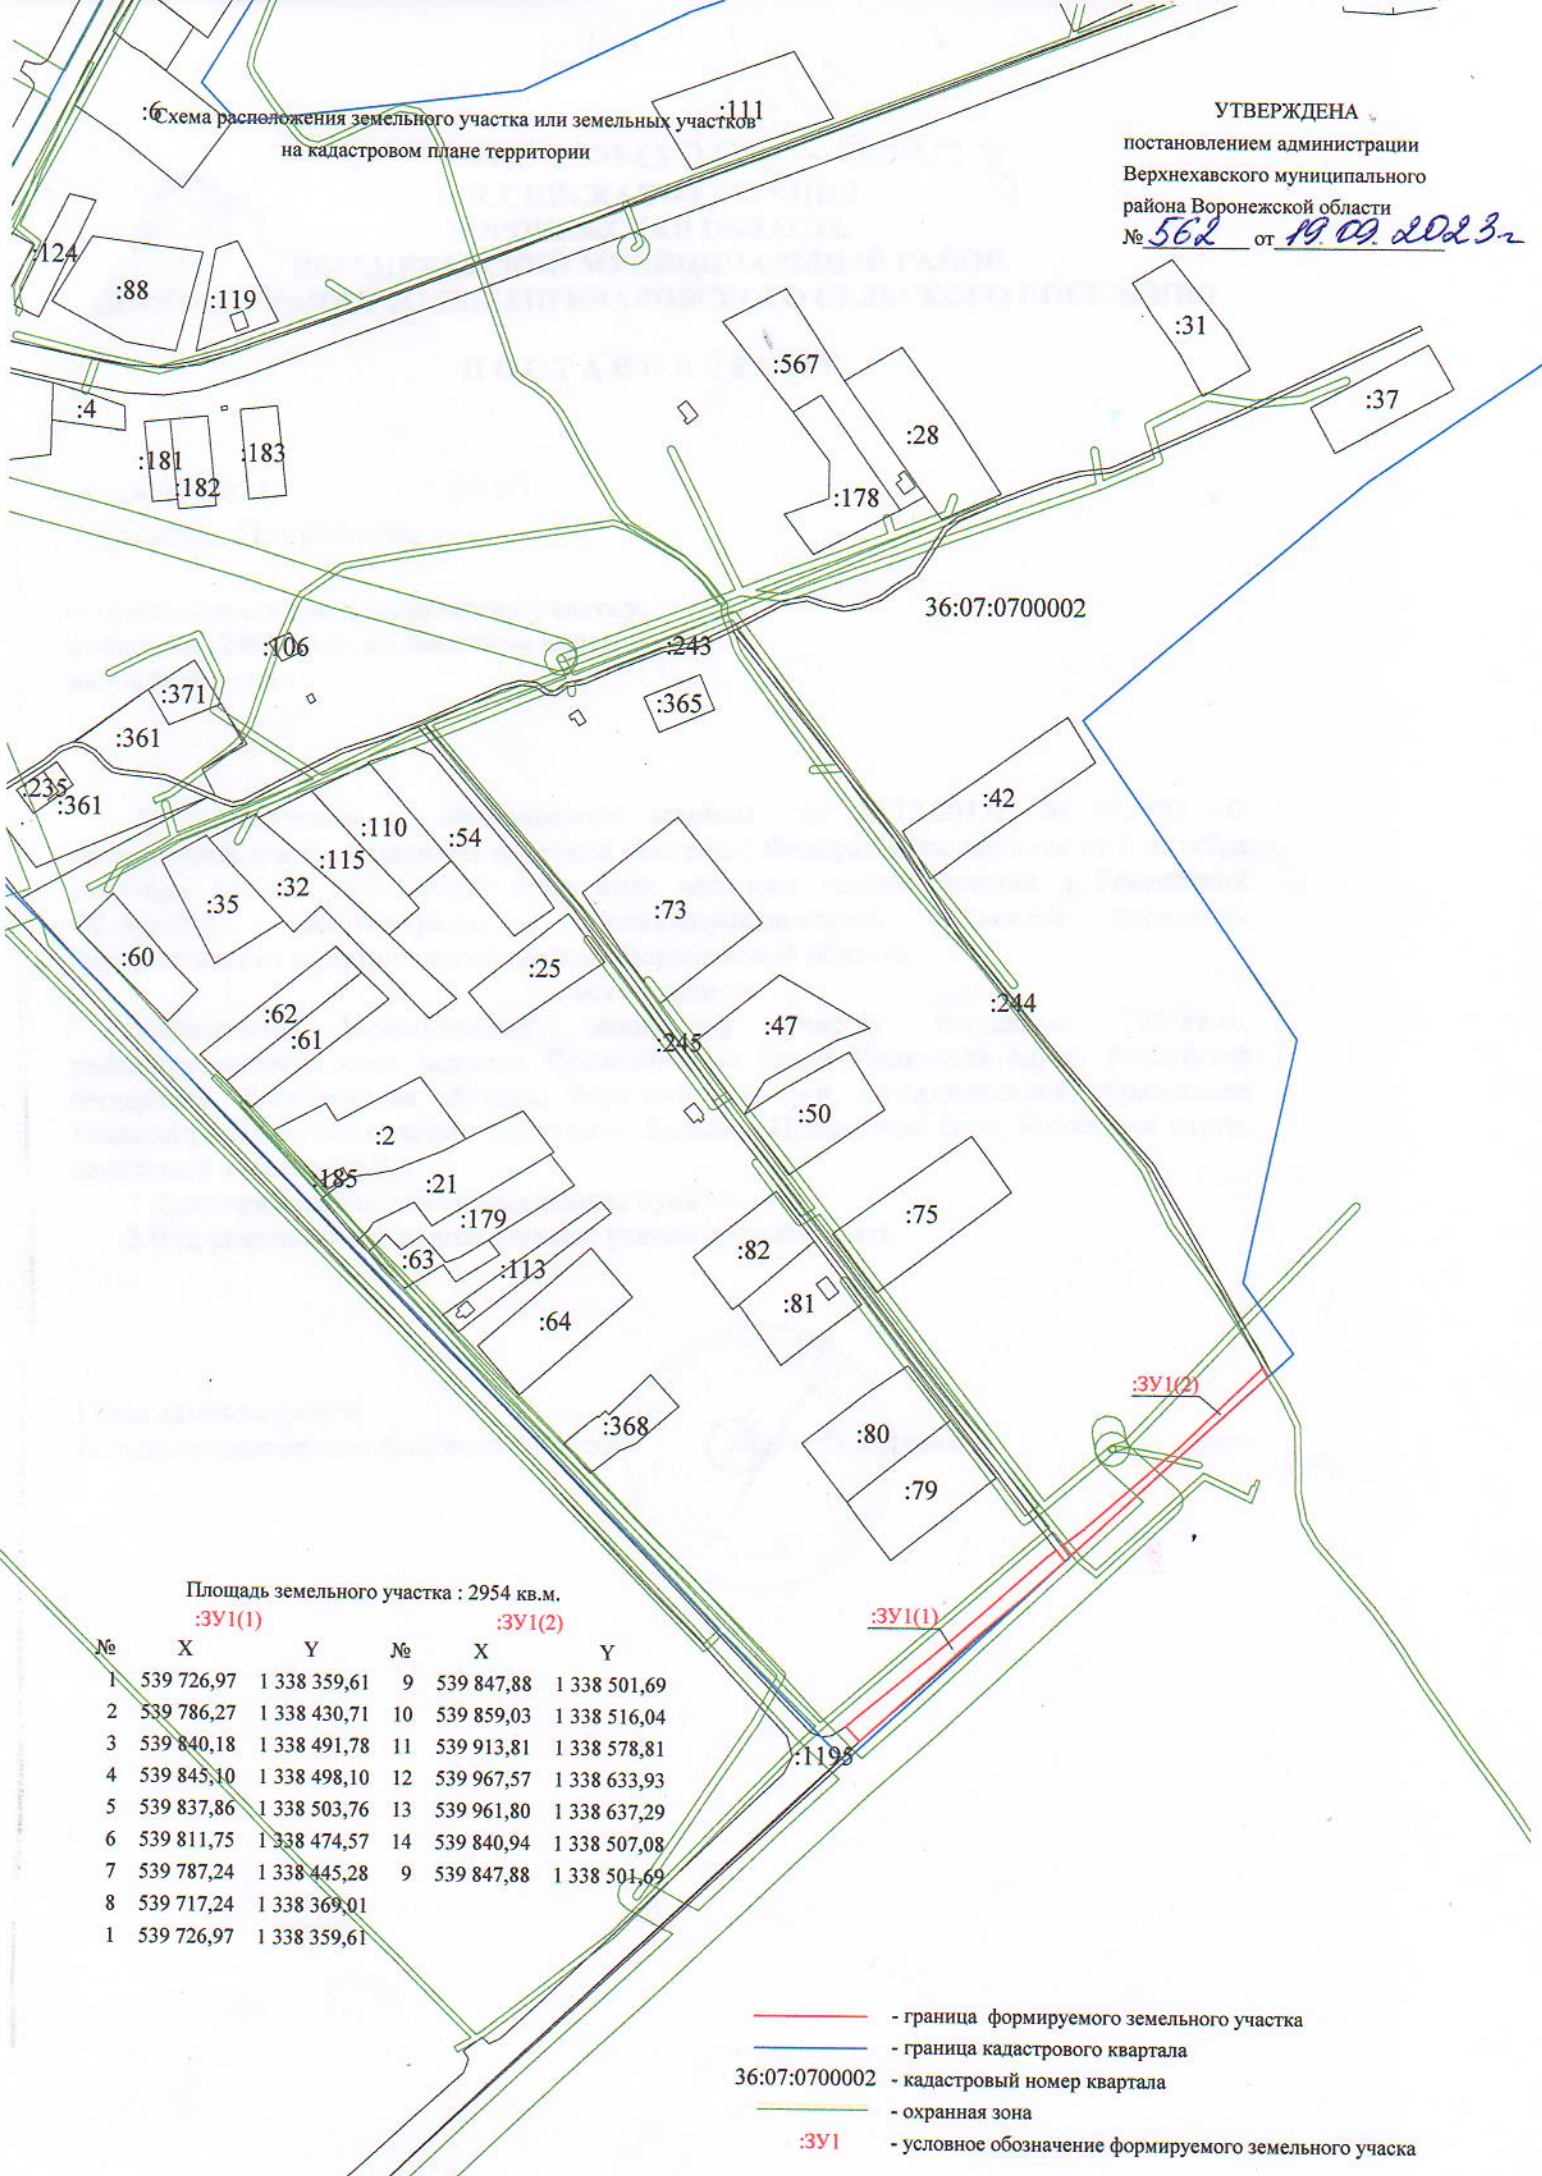 Схема расположения земельного участка или земельных участков
на кадастровом плане территории
УТВЕРЖДЕНА
постановлением администрации
Верхнехавского муниципального
района Воронежской области
№ 562 от 19.09.2023г
:6
:111
:124
:88
:119
:31
:567
:37
:4
:28
:181
:183
:182
:178
36:07:0700002
:106
:243
:371
:365
:361
:235
:361
:42
:110
:54
:115
:32
:35
:73
:60
:25
:62
:244
:61
:47
:245
:50
:2
:185
:21
:179
:75
:63
:82
:113
:81
:64
:ЗУ1(2)
:368
:80
:79
:ЗУ1(1)
:1195
Площадь земельного участка : 2954 кв.м.
:ЗУ1(1) :ЗУ1(2)
№ X Y № X Y
1 539 726,97 1 338 359,61 9 539 847,88 1 338 501,69
2 539 786,27 1 338 430,71 10 539 859,03 1 338 516,04
3 539 840,18 1 338 491,78 11 539 913,81 1 338 578,81
4 539 845,10 1 338 498,10 12 539 967,57 1 338 633,93
5 539 837,86 1 338 503,76 13 539 961,80 1 338 637,29
6 539 811,75 1 338 474,57 14 539 840,94 1 338 507,08
7 539 787,24 1 338 445,28 9 539 847,88 1 338 501,69
8 539 717,24 1 338 369,01
1 539 726,97 1 338 359,61
- граница формируемого земельного участка
- граница кадастрового квартала
36:07:0700002 - кадастровый номер квартала
- охранная зона
:ЗУ1 - условное обозначение формируемого земельного учаска